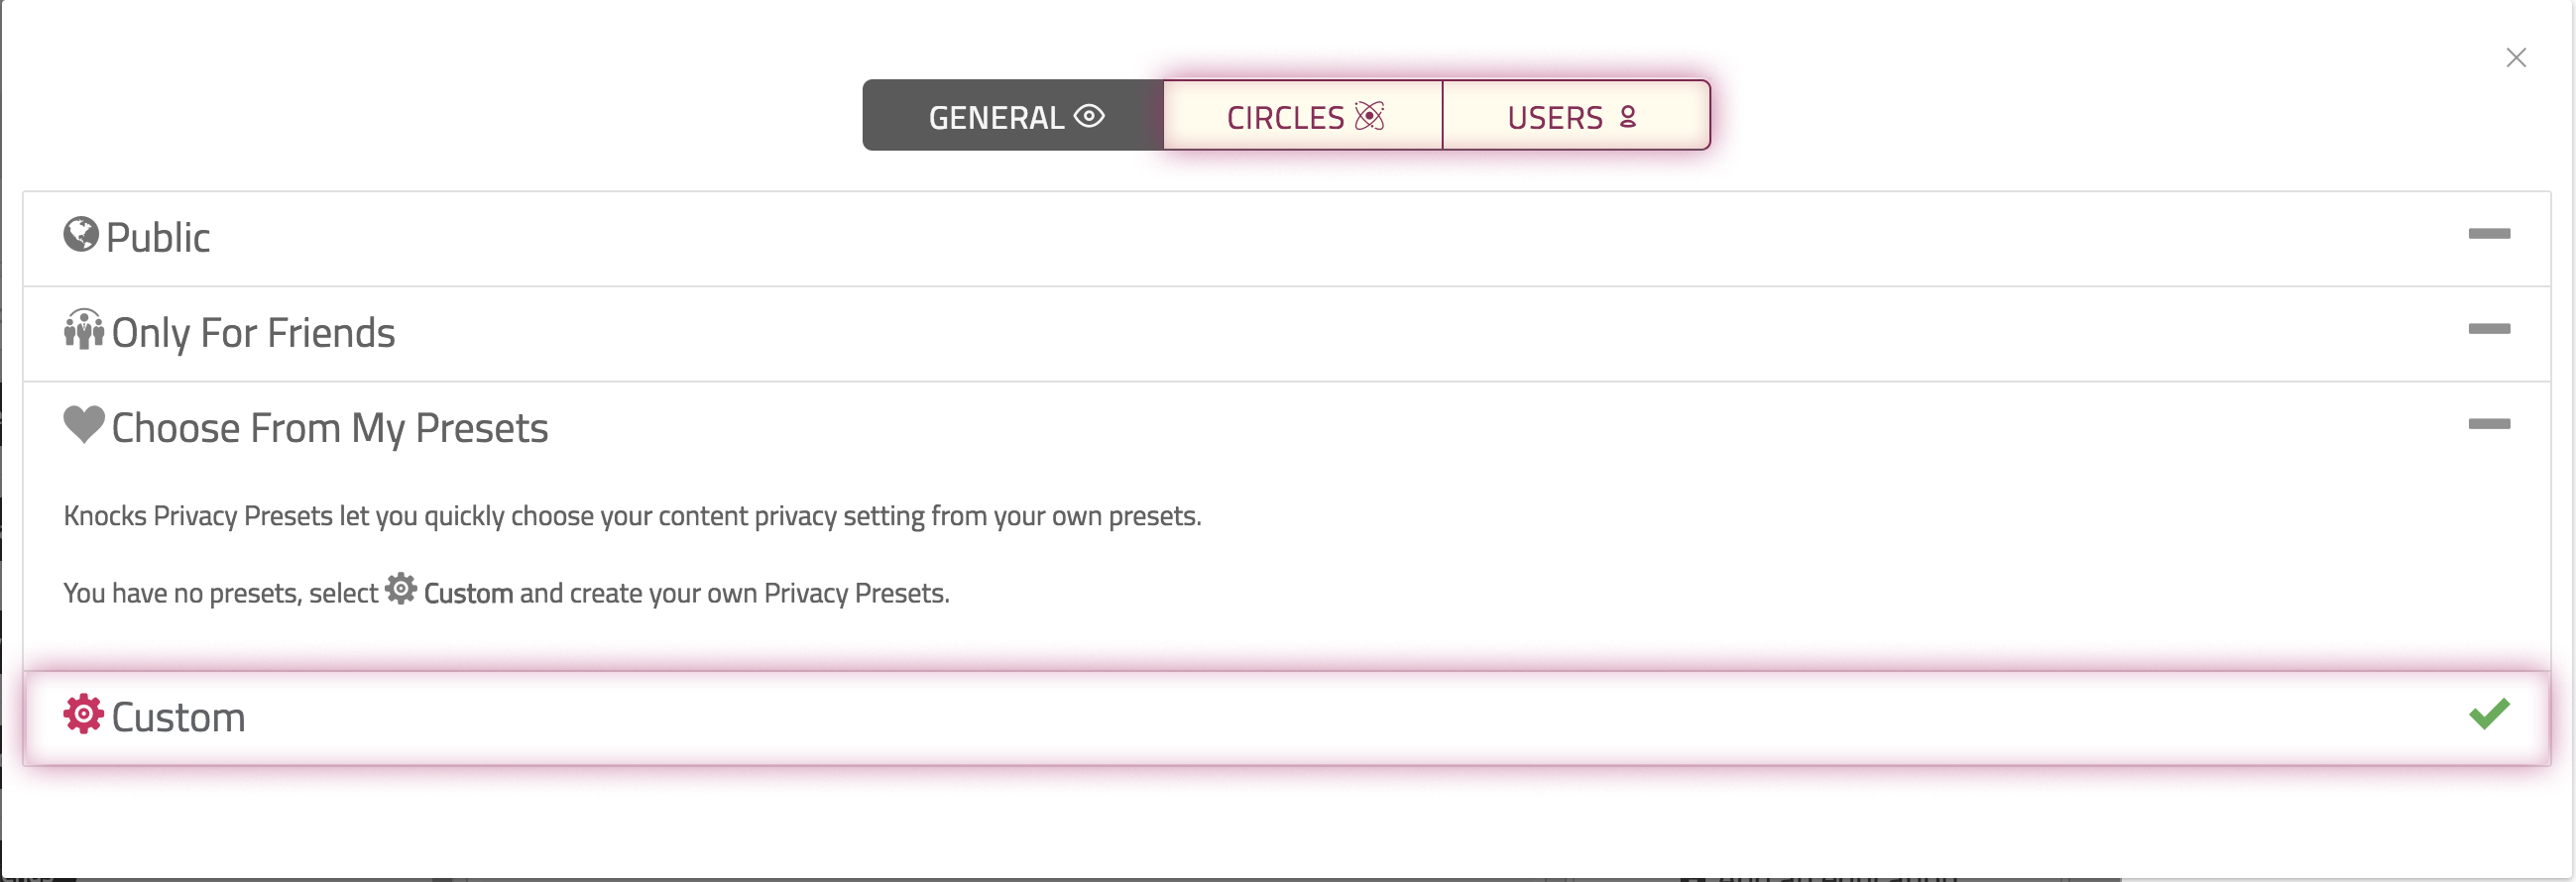 GENERAL
CIRCLES
USERS
Public
Only For Friends
Choose From My Presets
Knocks Privacy Presets let you quickly choose your content privacy setting from your own presets.
You have no presets, select Custom and create your own Privacy Presets.
Custom